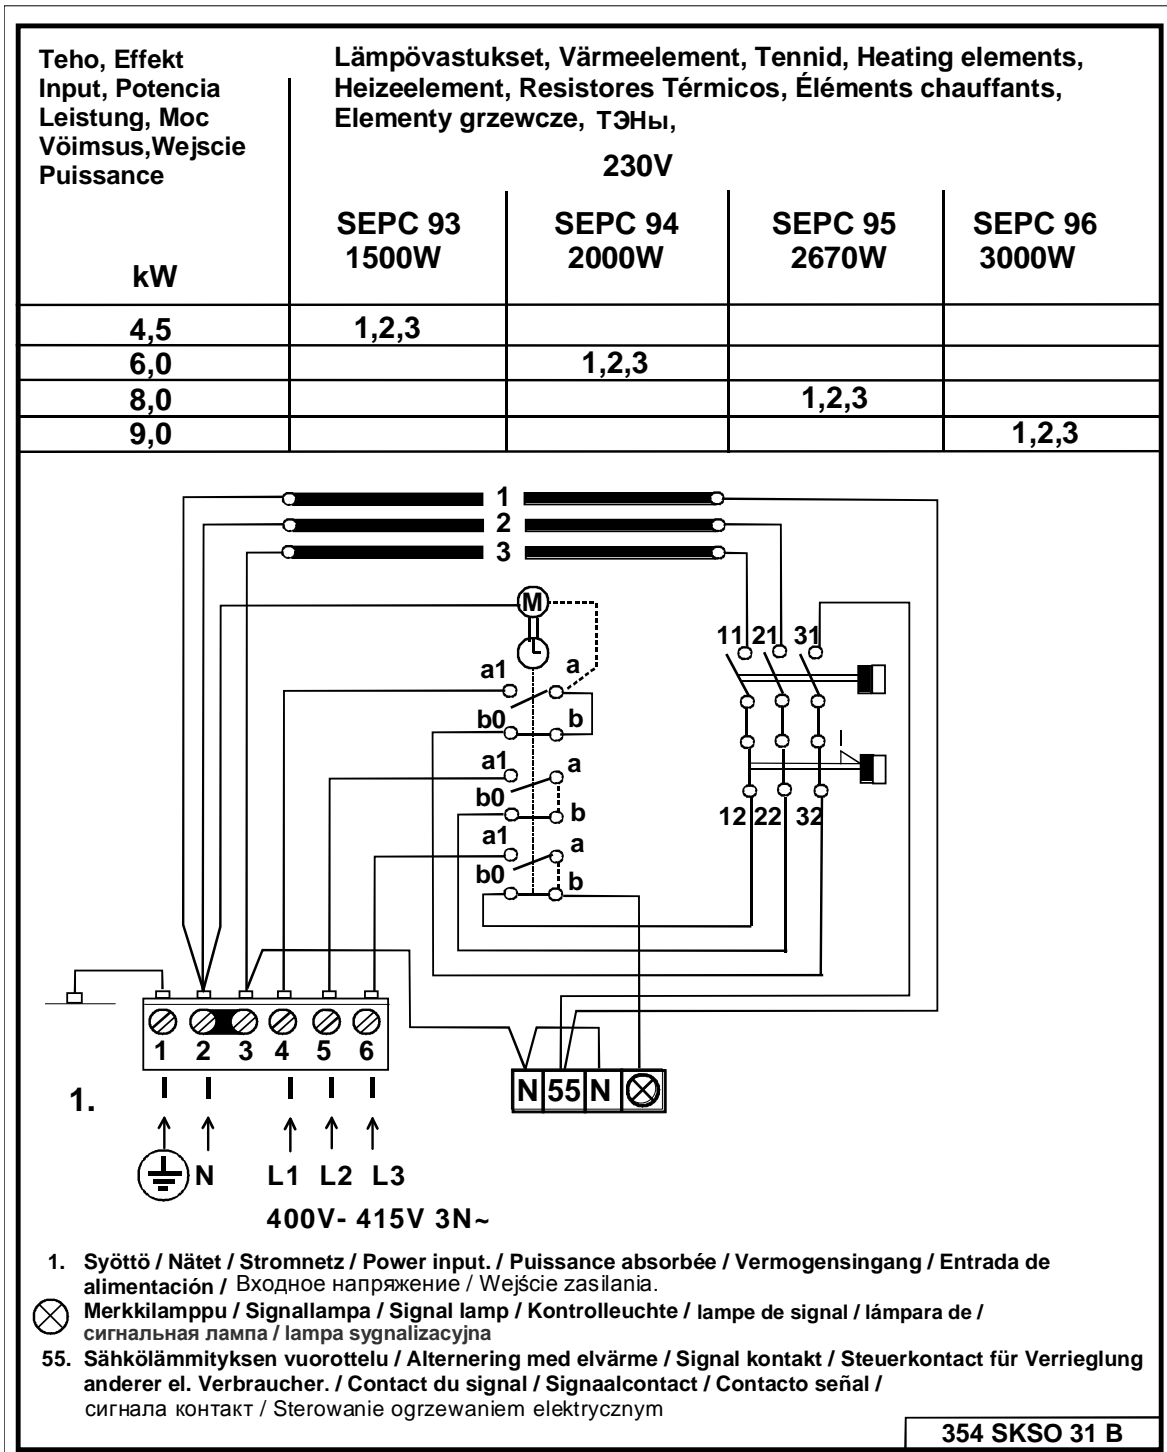 Teho, Effekt
Input, Potencia
Leistung, Moc
Vöimsus,Wejscie
Puissance
kW
Lämpövastukset, Värmeelement, Tennid, Heating elements,
Heizeelement, Resistores Térmicos, Éléments chauffants,
Elementy grzewcze, ТЭНы,
230V
SEPC 93 SEPC 94 SEPC 95 SEPC 96
1500W 2000W 2670W 3000W
4,5 1,2,3
6,0 1,2,3
8,0 1,2,3
9,0 1,2,3
1
2
3
M
11 21 31
a1 a
b0 b
a1 a
b0 b
a1 a
b0 b
I
12 22 32
1 2 3 4 5 6
N 55 N
1.
N L1 L2 L3
400V- 415V 3N~
1. Syöttö / Nätet / Stromnetz / Power input. / Puissance absorbée / Vermogensingang / Entrada de
alimentación / Входное напряжение / Wejście zasilania.
Merkkilamppu / Signallampa / Signal lamp / Kontrolleuchte / lampe de signal / lámpara de /
сигнальная лампа / lampa sygnalizacyjna
55. Sähkölämmityksen vuorottelu / Alternering med elvärme / Signal kontakt / Steuerkontact für Verrieglung
anderer el. Verbraucher. / Contact du signal / Signaalcontact / Contacto señal /
сигнала контакт / Sterowanie ogrzewaniem elektrycznym
354 SKSO 31 B